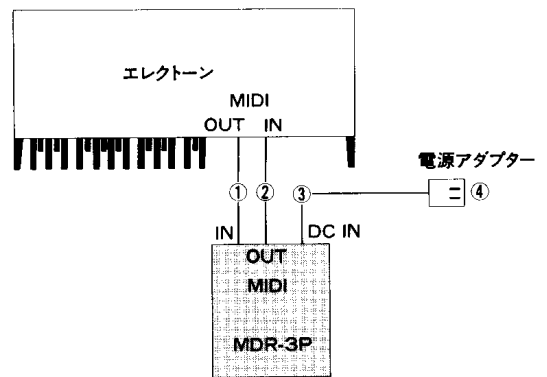 エレクトーン
MIDI
OUT IN
電源アダプター
① ② ③ ④
IN DC IN
OUT
MIDI
MDR-3P